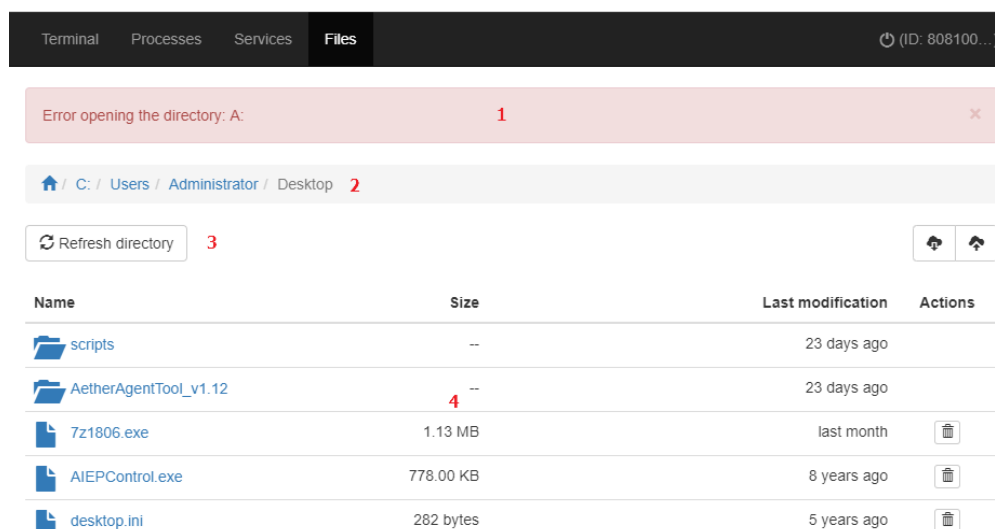 Terminal Processes Services Files (ID: 808100...)
Error opening the directory: A: 1 ×
/ C: / Users / Administrator / Desktop 2
Refresh directory 3
Name Size Last modification Actions
scripts -- 23 days ago
AetherAgentTool_v1.12 -- 23 days ago
4
7z1806.exe 1.13 MB last month
AIEPControl.exe 778.00 KB 8 years ago
desktop.ini 282 bytes 5 years ago